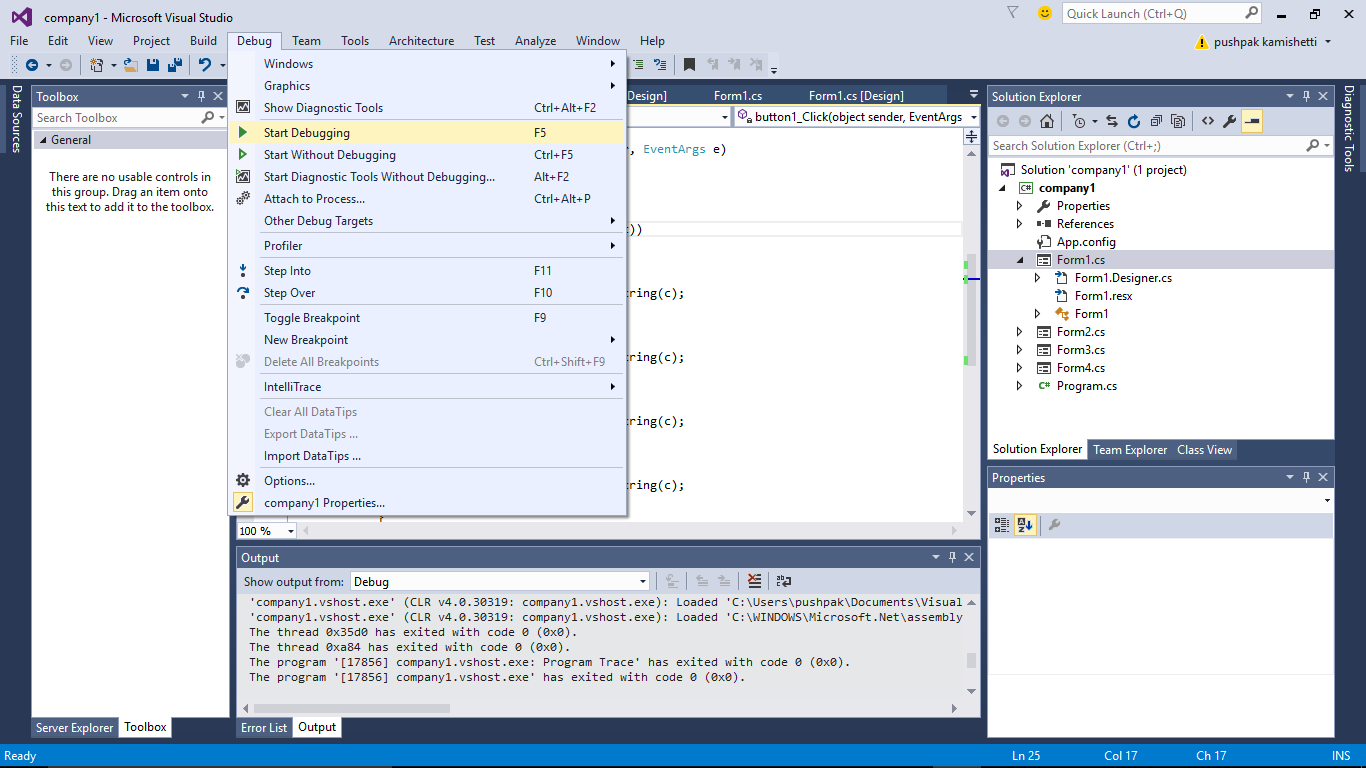 company1 - Microsoft Visual Studio
Quick Launch (Ctrl+Q)
File Edit View Project Build Debug Team Tools Architecture Test Analyze Window Help
pushpak kamishetti
Data Sources
Toolbox
Search Toolbox
General
There are no usable controls in
this group. Drag an item onto
this text to add it to the toolbox.
Server Explorer Toolbox
Windows
Graphics
Show Diagnostic Tools Ctrl+Alt+F2
Start Debugging F5
Start Without Debugging Ctrl+F5
Start Diagnostic Tools Without Debugging... Alt+F2
Attach to Process... Ctrl+Alt+P
Other Debug Targets
Profiler
Step Into F11
Step Over F10
Toggle Breakpoint F9
New Breakpoint
Delete All Breakpoints Ctrl+Shift+F9
IntelliTrace
Clear All DataTips
Export DataTips ...
Import DataTips ...
Options...
company1 Properties...
Design] Form1.cs Form1.cs [Design]
button1_Click(object sender, EventArgs
, EventArgs e)
))
ring(c);
ring(c);
ring(c);
ring(c);
100 %
Output
Show output from: Debug
'company1.vshost.exe' (CLR v4.0.30319: company1.vshost.exe): Loaded 'C:\Users\pushpak\Documents\Visual
'company1.vshost.exe' (CLR v4.0.30319: company1.vshost.exe): Loaded 'C:\WINDOWS\Microsoft.Net\assembly
The thread 0x35d0 has exited with code 0 (0x0).
The thread 0xa84 has exited with code 0 (0x0).
The program '[17856] company1.vshost.exe: Program Trace' has exited with code 0 (0x0).
The program '[17856] company1.vshost.exe' has exited with code 0 (0x0).
Error List Output
Solution Explorer
Search Solution Explorer (Ctrl+;)
Solution 'company1' (1 project)
company1
Properties
References
App.config
Form1.cs
Form1.Designer.cs
Form1.resx
Form1
Form2.cs
Form3.cs
Form4.cs
Program.cs
Solution Explorer Team Explorer Class View
Properties
Diagnostic Tools
Ready Ln 25 Col 17 Ch 17 INS